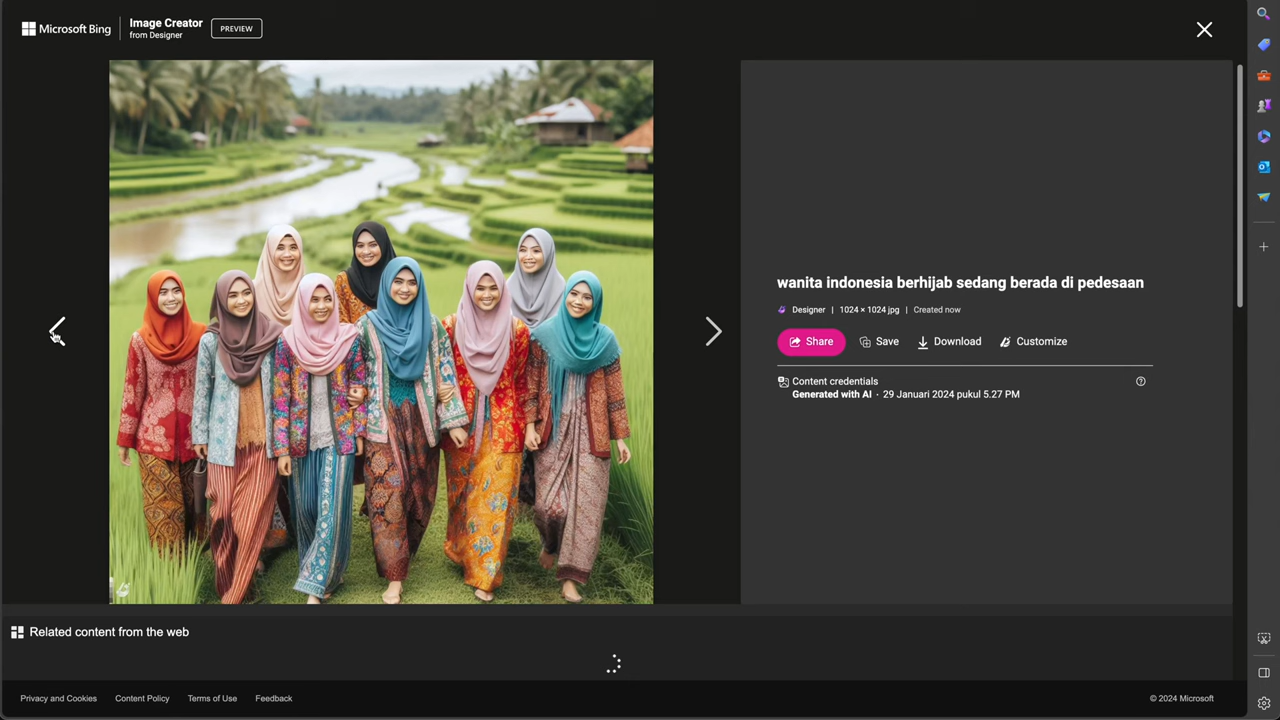 Microsoft Bing
Image Creator
from Designer
PREVIEW
wanita indonesia berhijab sedang berada di pedesaan
Designer | 1024 × 1024 jpg | Created now
Share Save Download Customize
Content credentials
Generated with AI · 29 Januari 2024 pukul 5.27 PM
Related content from the web
Privacy and Cookies Content Policy Terms of Use Feedback © 2024 Microsoft